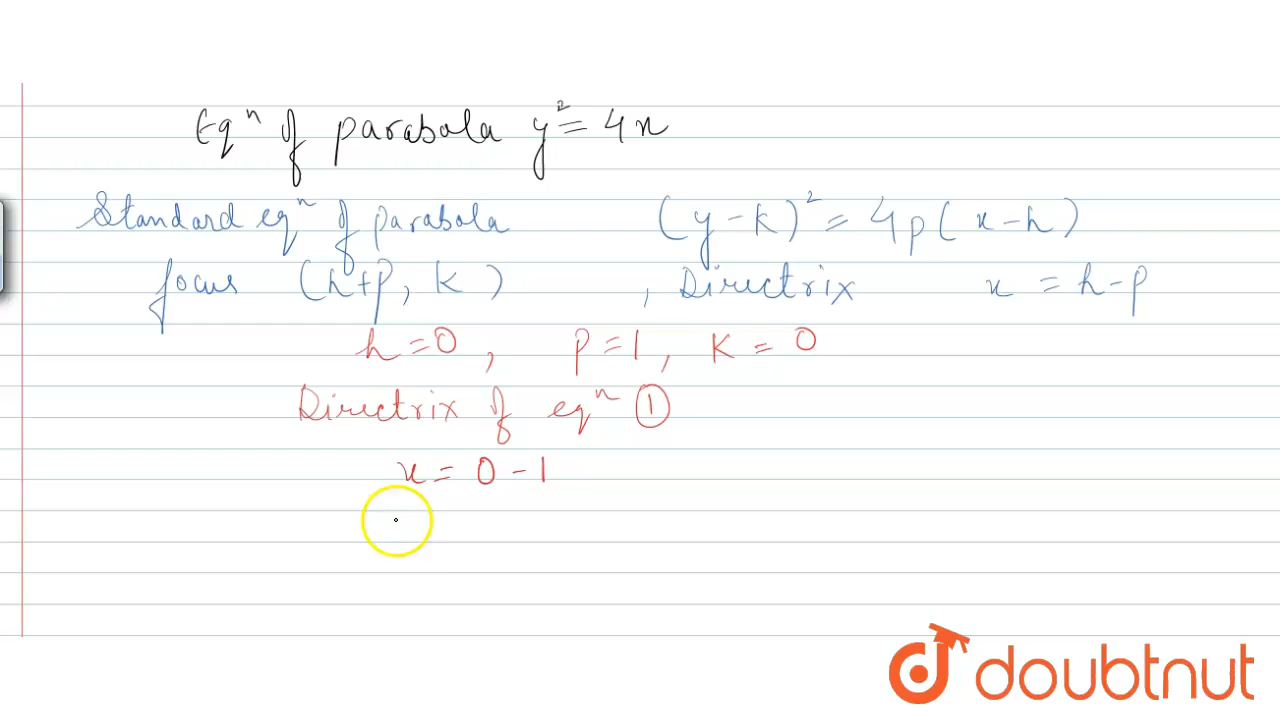 Eqⁿ of parabola y² = 4x
Standard eqⁿ of parabola (y-k)² = 4p(x-h)
focus (h+p, k) , Directrix x = h-p
h=0, p=1, k=0
Directrix of eqⁿ ①
x = 0-1
doubtnut